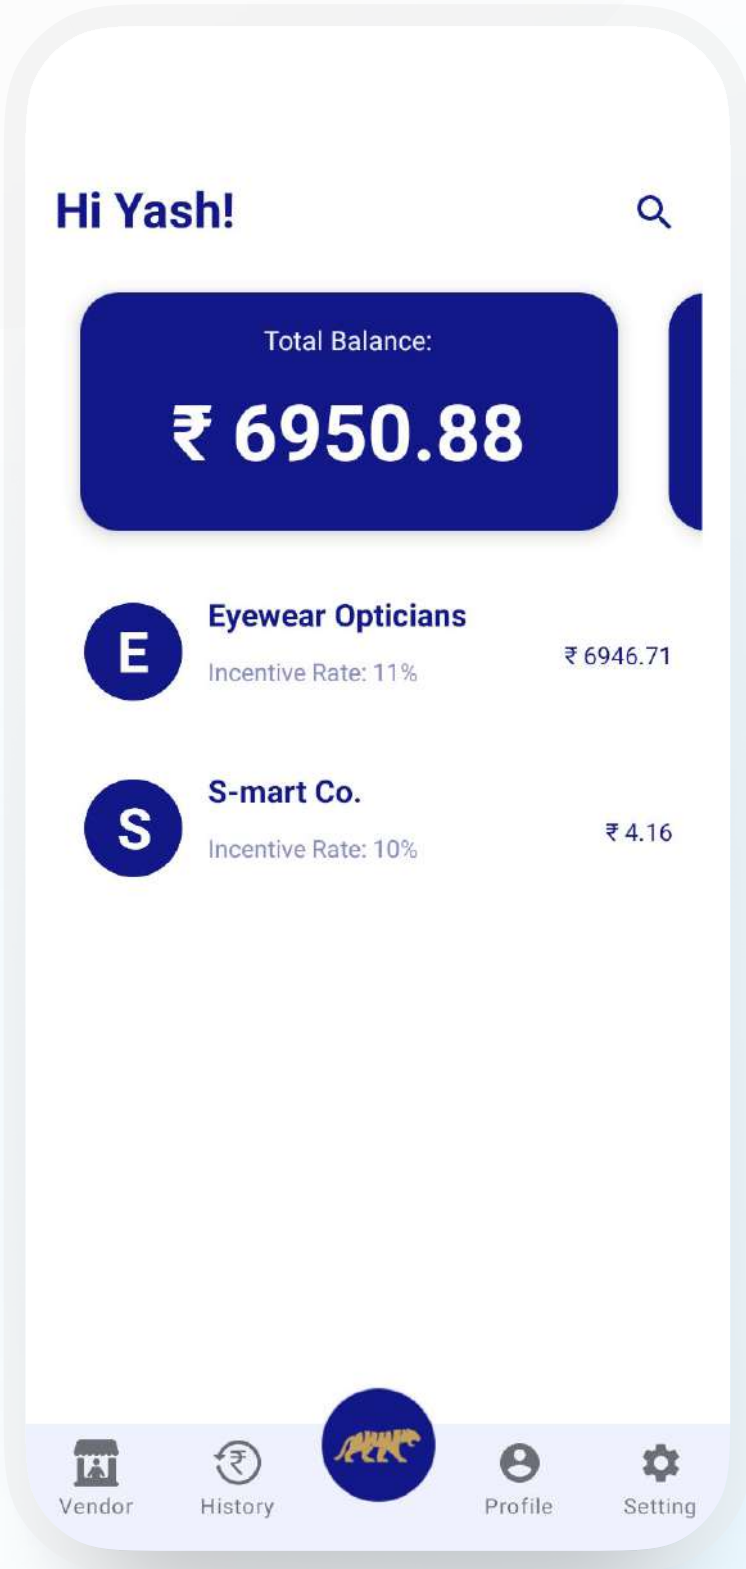 Hi Yash!
Total Balance:
₹ 6950.88
E
Eyewear Opticians
Incentive Rate: 11%
₹ 6946.71
S
S-mart Co.
Incentive Rate: 10%
₹ 4.16
Vendor
₹
History
Profile
Setting